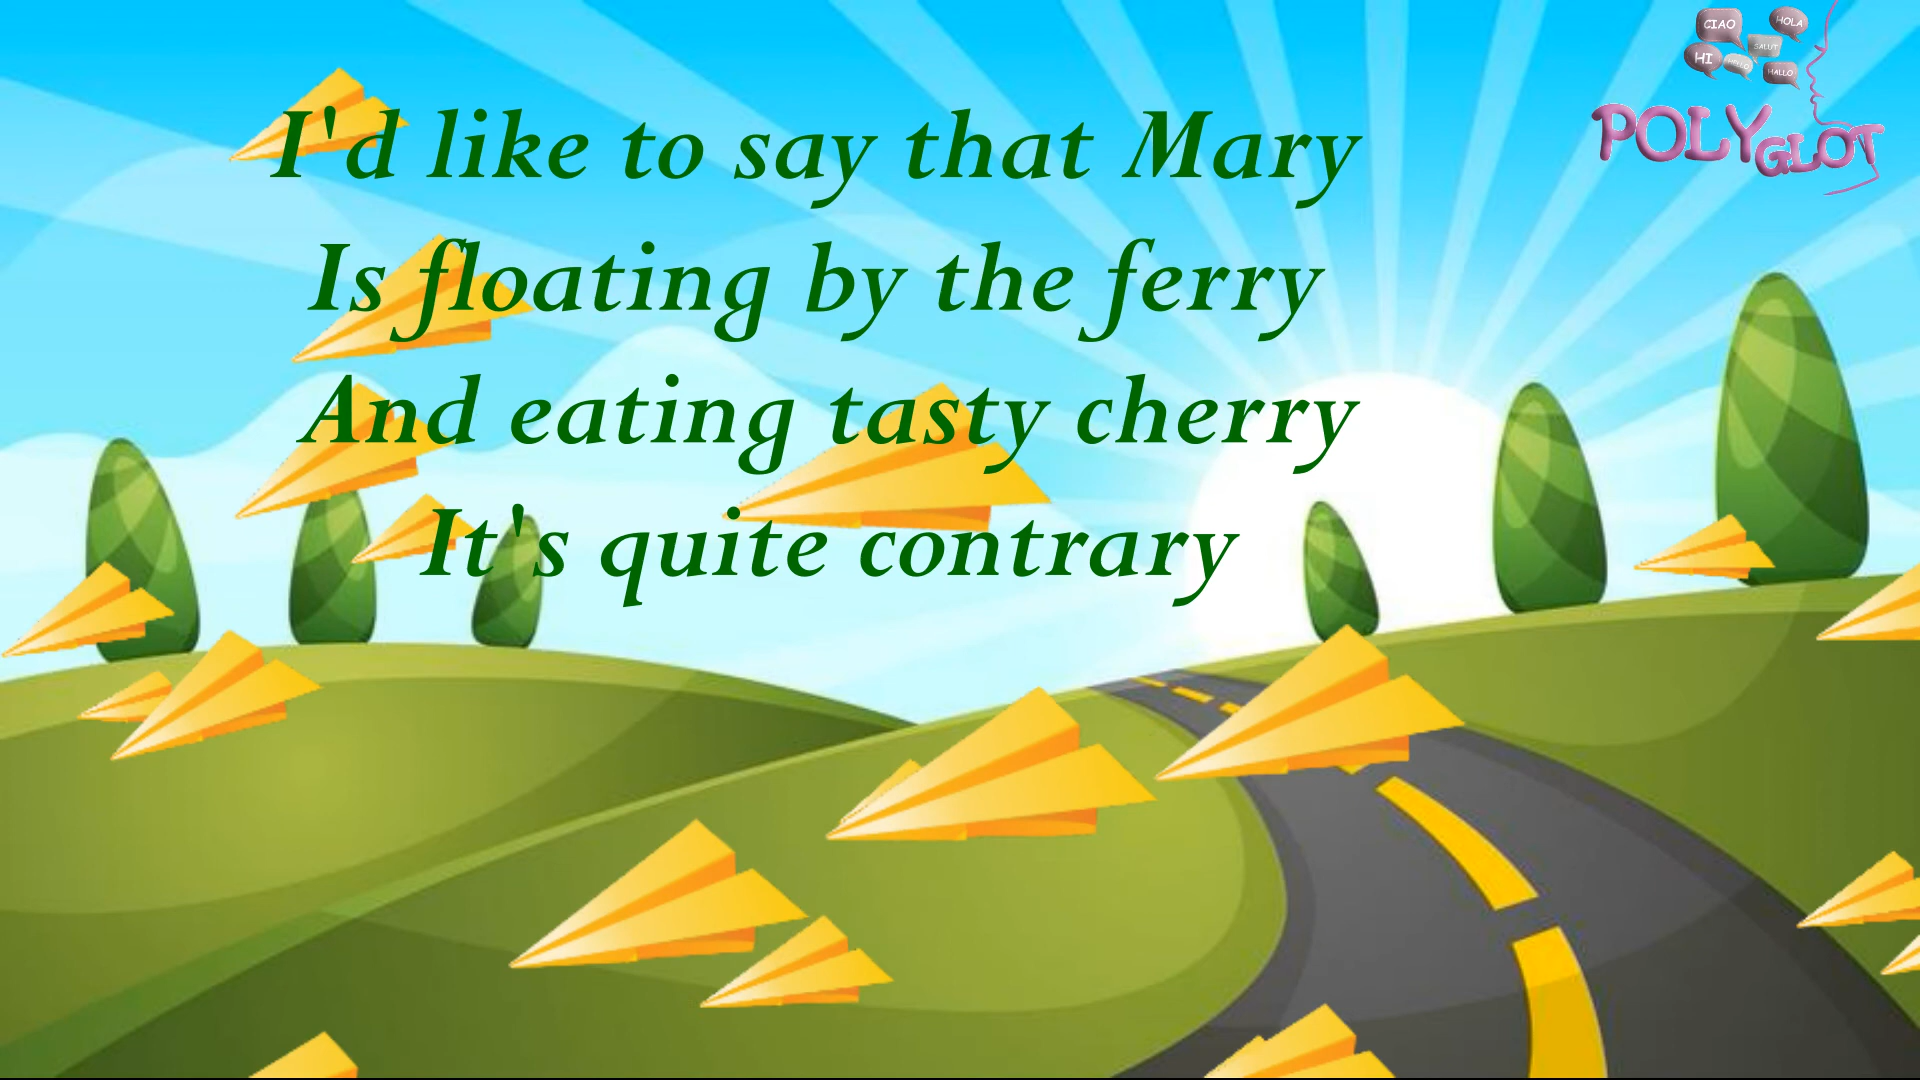 I'd like to say that Mary
Is floating by the ferry
And eating tasty cherry
It's quite contrary
CIAO
HOLA
HI
SALUT
HELLO
HALLO
POLYGLOT